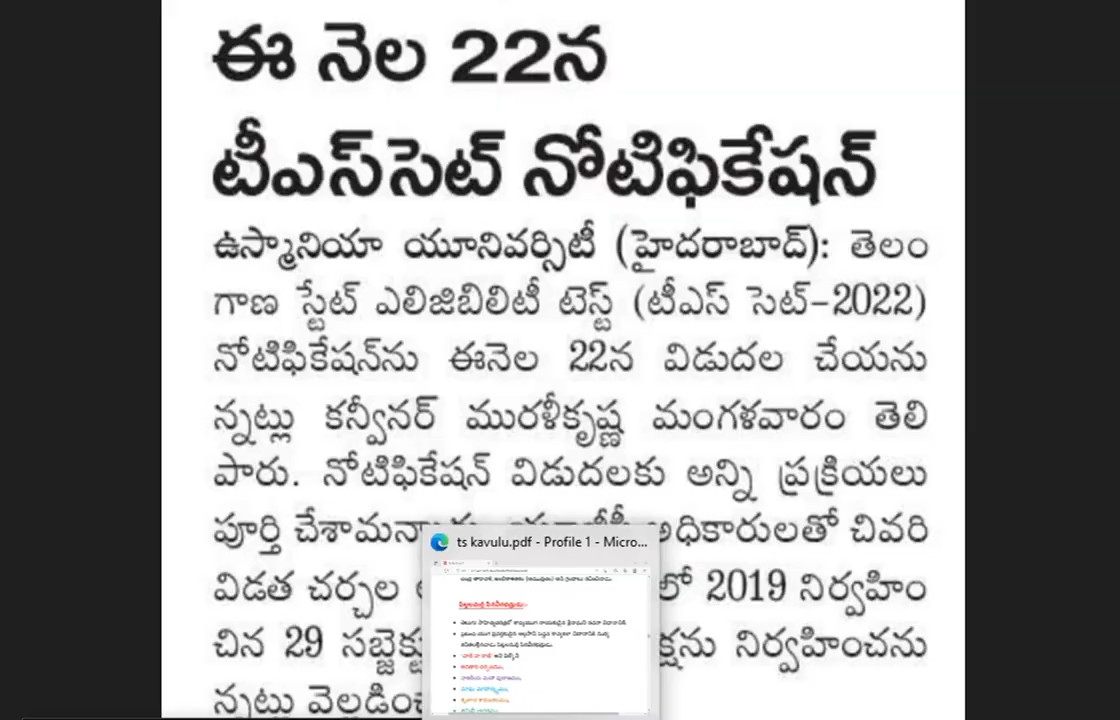 ఈ నెల 22న
టీఎస్‌సెట్ నోటిఫికేషన్
ఉస్మానియా యూనివర్సిటీ (హైదరాబాద్): తెలం
గాణ స్టేట్ ఎలిజిబిలిటీ టెస్ట్ (టీఎస్ సెట్-2022)
నోటిఫికేషన్‌ను ఈనెల 22న విడుదల చేయను
న్నట్లు కన్వీనర్ మురళీకృష్ణ మంగళవారం తెలి
పారు. నోటిఫికేషన్ విడుదలకు అన్ని ప్రక్రియలు
పూర్తి అధికారులతో చివరి
విడత చర్చల లో 2019 నిర్వహిం
చిన 29 నిర్వహించను
న్నట్లు
ts kavulu.pdf - Profile 1 - Micro...